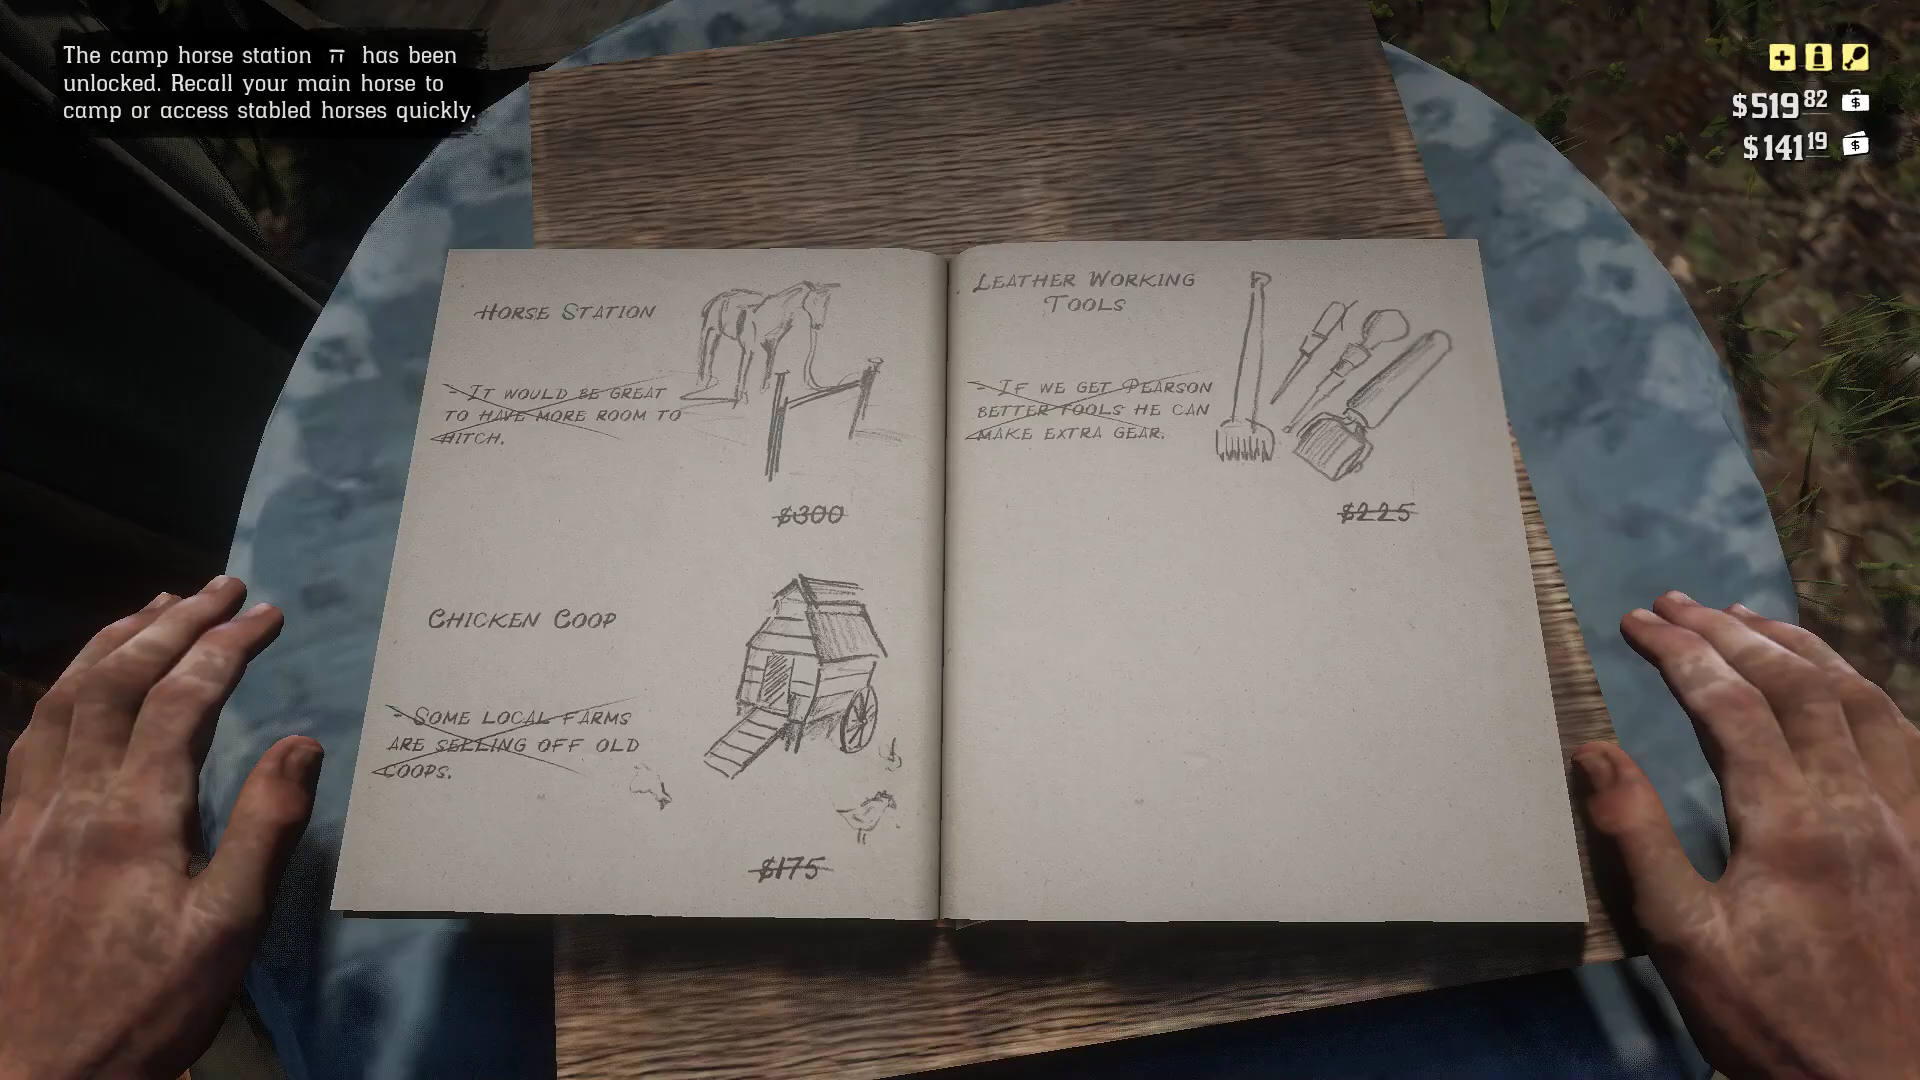 The camp horse station has been
unlocked. Recall your main horse to
camp or access stabled horses quickly.
$519 82
$
$141 19
$
HORSE STATION
- IT WOULD BE GREAT
TO HAVE MORE ROOM TO
HITCH.
$300
CHICKEN COOP
- SOME LOCAL FARMS
ARE SELLING OFF OLD
COOPS.
$175
LEATHER WORKING
TOOLS
- IF WE GET PEARSON
BETTER TOOLS HE CAN
MAKE EXTRA GEAR.
$225